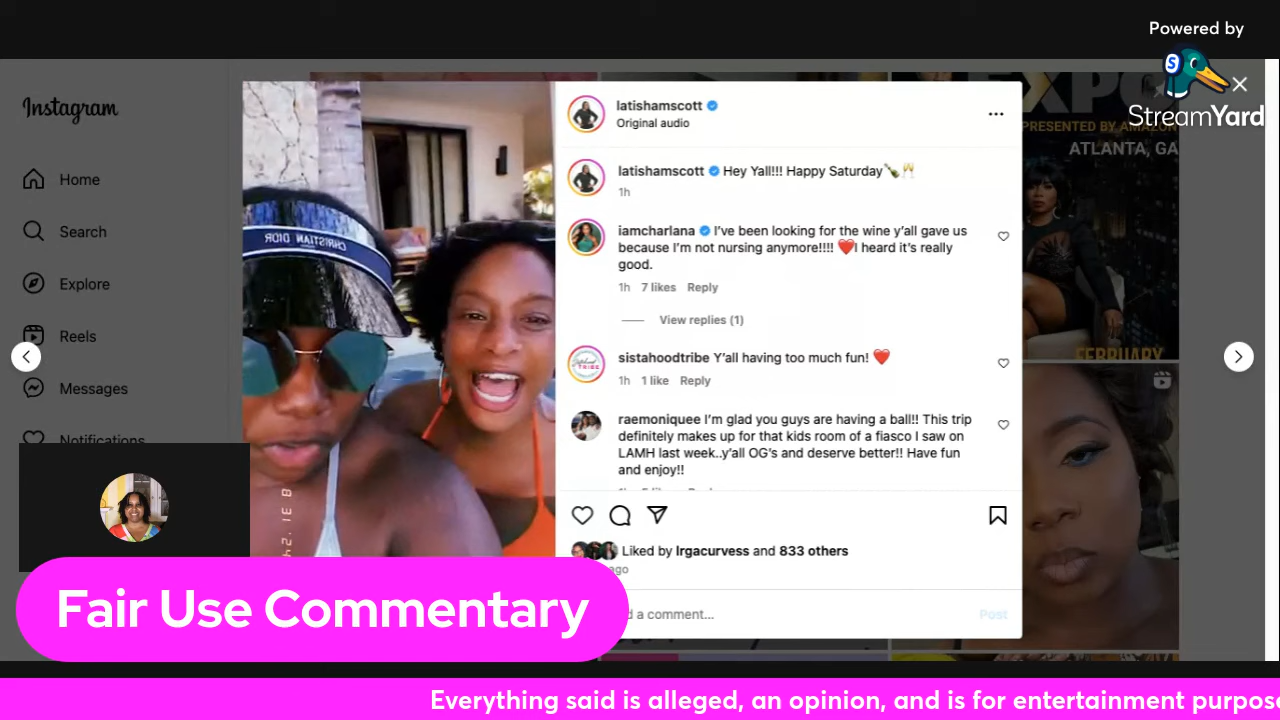 Powered by
StreamYard
Instagram
Home
Search
Explore
Reels
Messages
Notifications
CHRISTIAN DIOR
EXPO
PRESENTED BY AMAZON
ATLANTA, GA
FEBRUARY
latishamscott
Original audio
latishamscott Hey Yall!!! Happy Saturday🍾🥂
1h
iamcharlana I've been looking for the wine y'all gave us
because I'm not nursing anymore!!!! ❤️I heard it's really
good.
1h 7 likes Reply
View replies (1)
sistahoodtribe Y'all having too much fun! ❤️
1h 1 like Reply
raemoniquee I'm glad you guys are having a ball!! This trip
definitely makes up for that kids room of a fiasco I saw on
LAMH last week..y'all OG's and deserve better!! Have fun
and enjoy!!
Liked by lrgacurvess and 833 others
ago
d a comment...
Post
Fair Use Commentary
Everything said is alleged, an opinion, and is for entertainment purpos